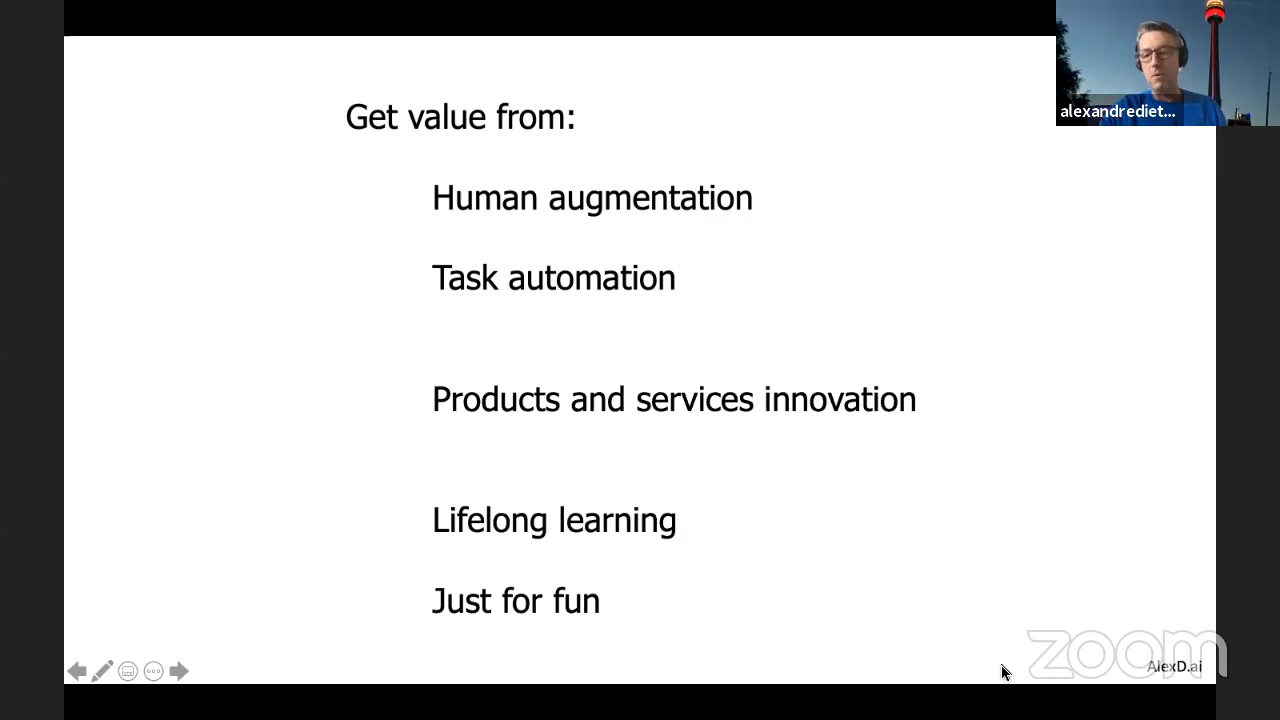 alexandrediet...
Get value from:
Human augmentation
Task automation
Products and services innovation
Lifelong learning
Just for fun
zoom
AlexD.ai